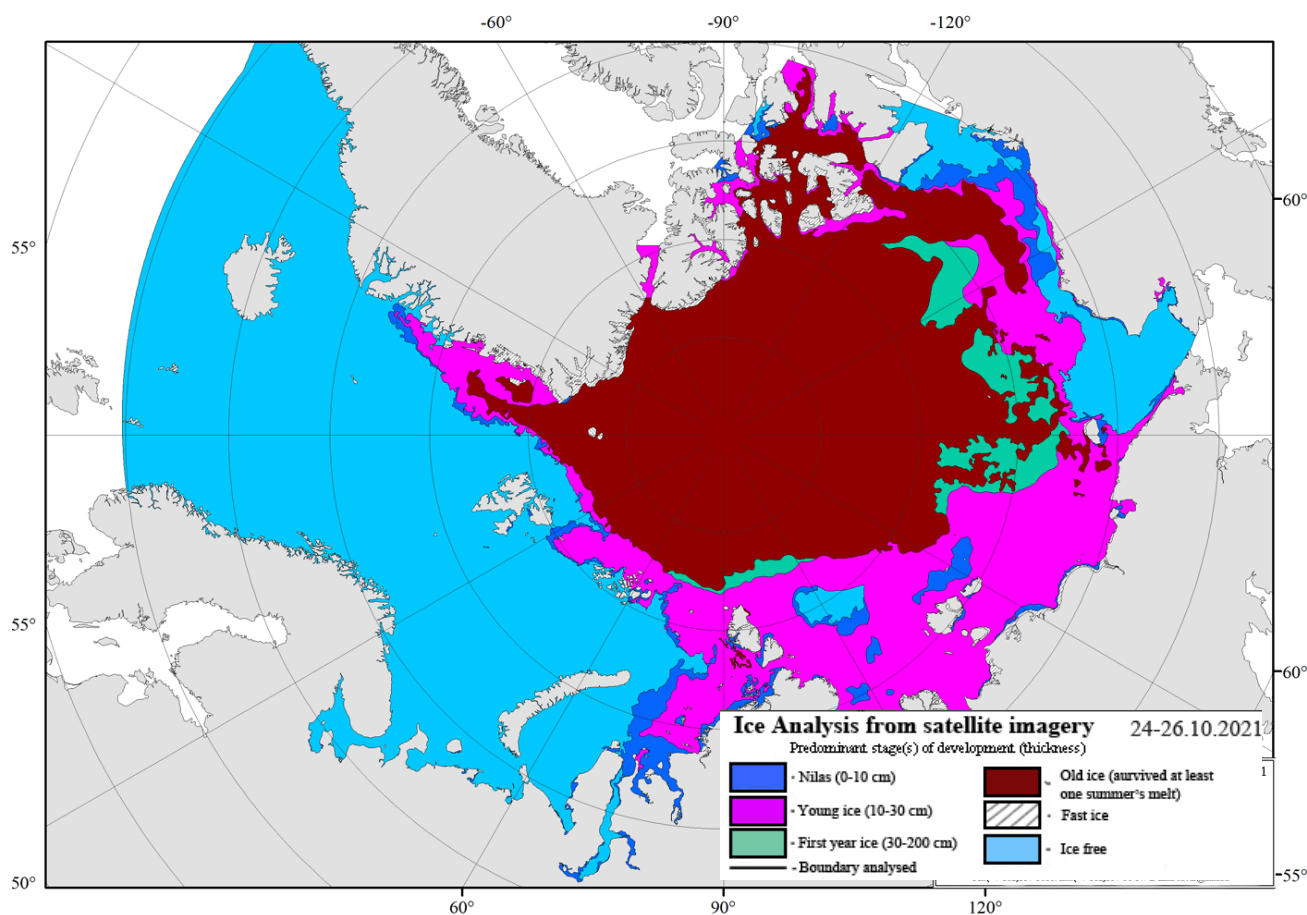 -60°
-90°
-120°
55°
60°
55°
50°
60°
55°
60°
90°
120°
Ice Analysis from satellite imagery
24-26.10.2021
Predominant stage(s) of development (thickness)
- Nilas (0-10 cm)
- Young ice (10-30 cm)
- First year ice (30-200 cm)
- Boundary analysed
- Old ice (aurvived at least
one summer's melt)
- Fast ice
- Ice free
1